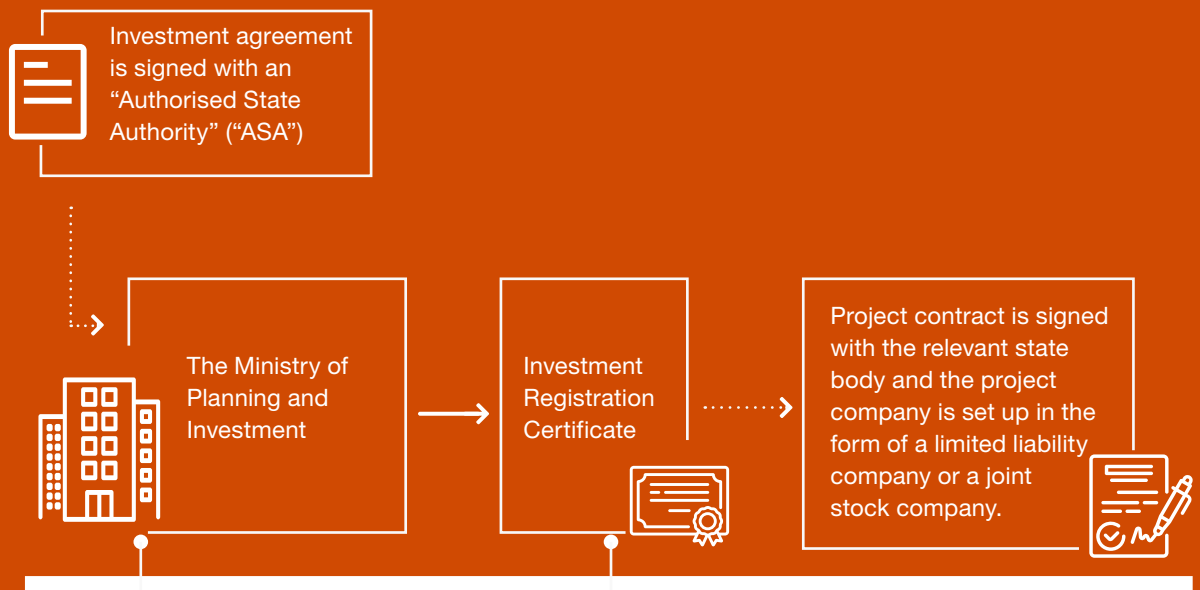 Investment agreement
is signed with an
“Authorised State
Authority” (“ASA”)
The Ministry of
Planning and
Investment
Investment
Registration
Certificate
Project contract is signed
with the relevant state
body and the project
company is set up in the
form of a limited liability
company or a joint
stock company.